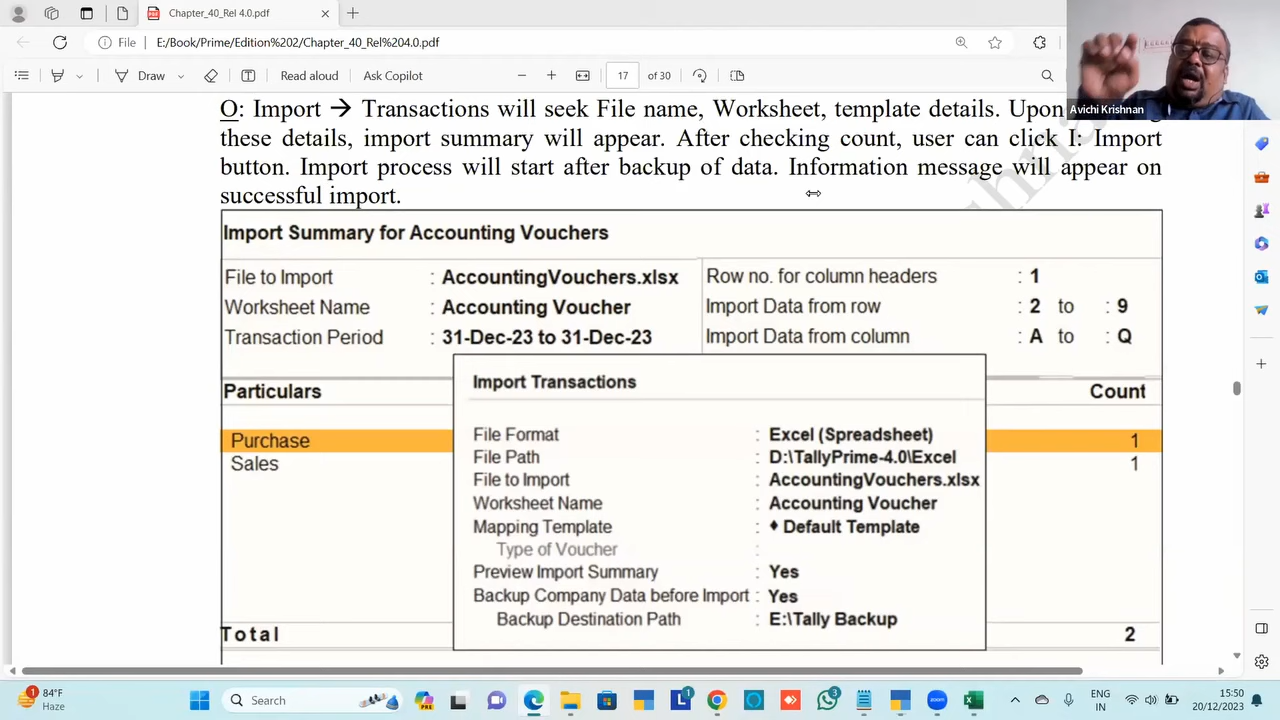 Chapter_40_Rel 4.0.pdf
File
E:/Book/Prime/Edition%202/Chapter_40_Rel%204.0.pdf
Draw
Read aloud
Ask Copilot
17
of 30
Avichi Krishnan
O: Import → Transactions will seek File name, Worksheet, template details. Upon
these details, import summary will appear. After checking count, user can click I: Import
button. Import process will start after backup of data. Information message will appear on
successful import.
Import Summary for Accounting Vouchers
File to Import : AccountingVouchers.xlsx
Row no. for column headers : 1
Worksheet Name : Accounting Voucher
Import Data from row : 2 to : 9
Transaction Period : 31-Dec-23 to 31-Dec-23
Import Data from column : A to : Q
Particulars
Count
Purchase
1
Sales
1
Import Transactions
File Format : Excel (Spreadsheet)
File Path : D:\TallyPrime-4.0\Excel
File to Import : AccountingVouchers.xlsx
Worksheet Name : Accounting Voucher
Mapping Template : ♦ Default Template
Type of Voucher :
Preview Import Summary : Yes
Backup Company Data before Import : Yes
Backup Destination Path : E:\Tally Backup
Total
2
84°F
Haze
1
Search
PRE
1
3
ENG
IN
15:50
20/12/2023